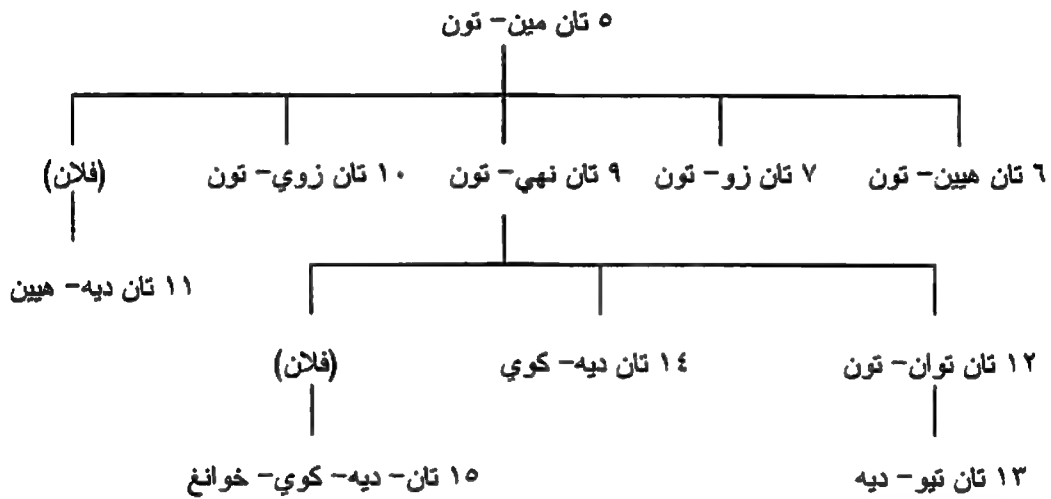 ٥ تان مين- تون
٦ تان هيين- تون ٧ تان زو- تون ٩ تان نهي- تون ١٠ تان زوي- تون (فلان)
١١ تان ديه- هيين
١٢ تان توان- تون ١٤ تان ديه- كوي (فلان)
١٣ تان تيو- ديه ١٥ تان- ديه- كوي- خوانغ